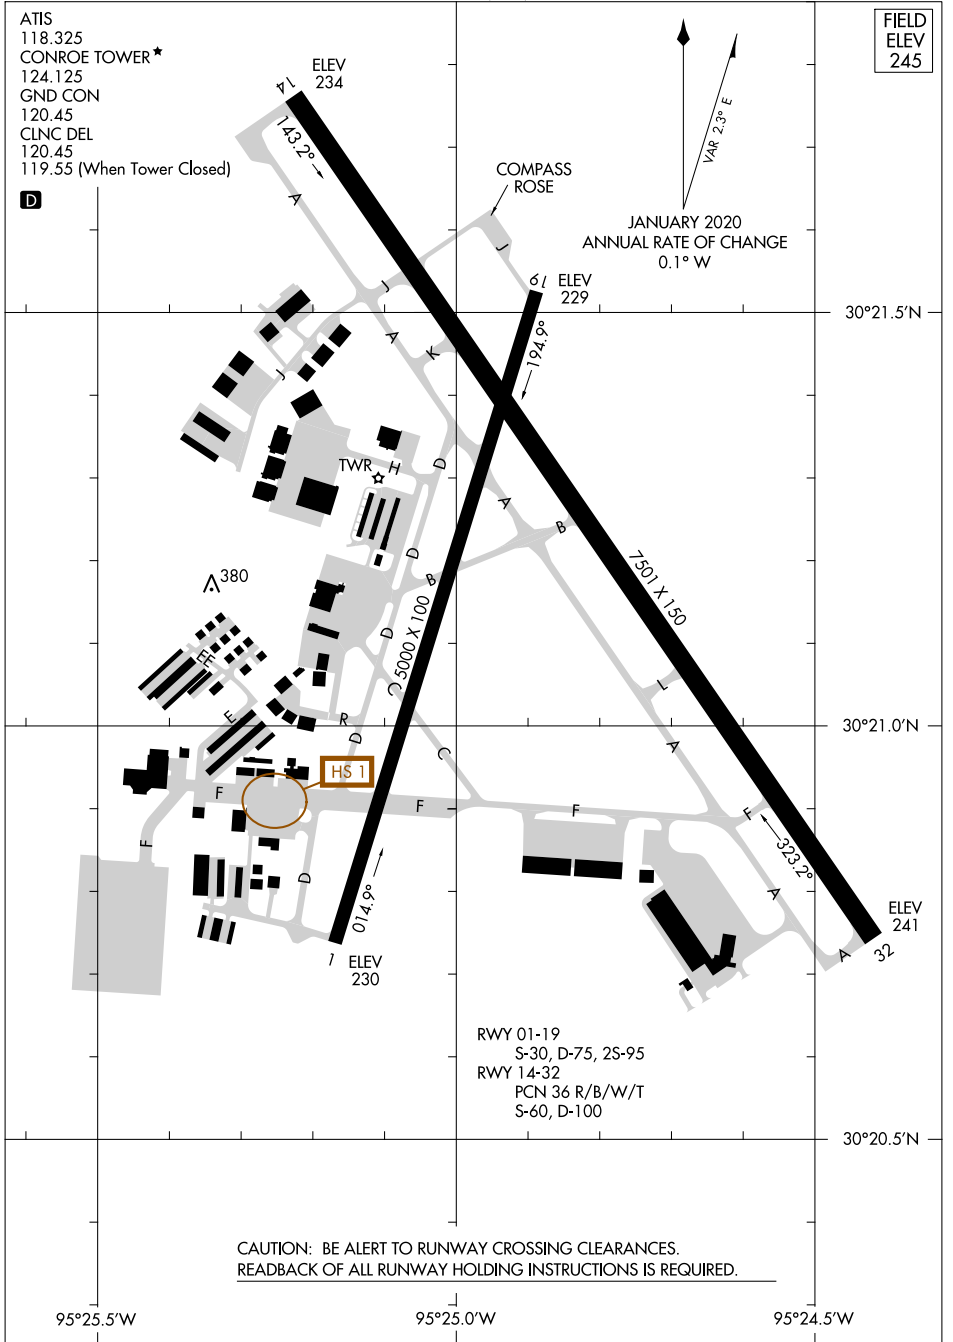 ATIS
118.325
CONROE TOWER★
124.125
GND CON
120.45
CLNC DEL
120.45
119.55 (When Tower Closed)
D
FIELD
ELEV
245
VAR 2.3° E
JANUARY 2020
ANNUAL RATE OF CHANGE
0.1° W
ELEV
234
14
143.2°
A
COMPASS
ROSE
J
19
ELEV
229
30°21.5'N
J
A
K
194.9°
J
TWR
H
D
A
B
D
B
7501 X 150
380
D
5000 X 100
EE
C
L
E
R
D
30°21.0'N
C
A
HS 1
F
F
F
F
F
323.2°
D
014.9°
A
ELEV
241
A
32
1
ELEV
230
RWY 01-19
S-30, D-75, 2S-95
RWY 14-32
PCN 36 R/B/W/T
S-60, D-100
30°20.5'N
CAUTION: BE ALERT TO RUNWAY CROSSING CLEARANCES.
READBACK OF ALL RUNWAY HOLDING INSTRUCTIONS IS REQUIRED.
95°25.5'W
95°25.0'W
95°24.5'W